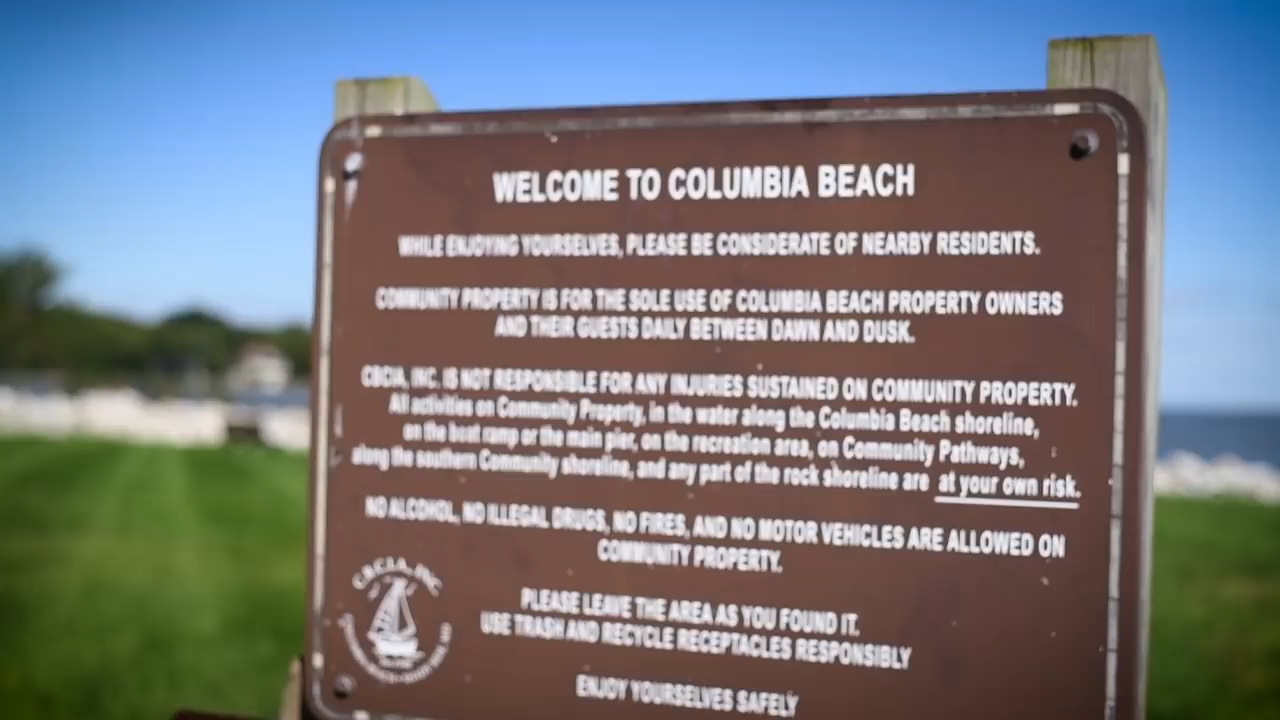 WELCOME TO COLUMBIA BEACH
WHILE ENJOYING YOURSELVES, PLEASE BE CONSIDERATE OF NEARBY RESIDENTS.
COMMUNITY PROPERTY IS FOR THE SOLE USE OF COLUMBIA BEACH PROPERTY OWNERS
AND THEIR GUESTS DAILY BETWEEN DAWN AND DUSK.
CBCIA, INC. IS NOT RESPONSIBLE FOR ANY INJURIES SUSTAINED ON COMMUNITY PROPERTY.
All activities on Community Property, in the water along the Columbia Beach shoreline,
on the boat ramp or the main pier, on the recreation area, on Community Pathways,
along the southern Community shoreline, and any part of the rock shoreline are at your own risk.
NO ALCOHOL, NO ILLEGAL DRUGS, NO FIRES, AND NO MOTOR VEHICLES ARE ALLOWED ON
COMMUNITY PROPERTY.
PLEASE LEAVE THE AREA AS YOU FOUND IT.
USE TRASH AND RECYCLE RECEPTACLES RESPONSIBLY
C.B.C.I.A., INC
ENJOY YOURSELVES SAFELY